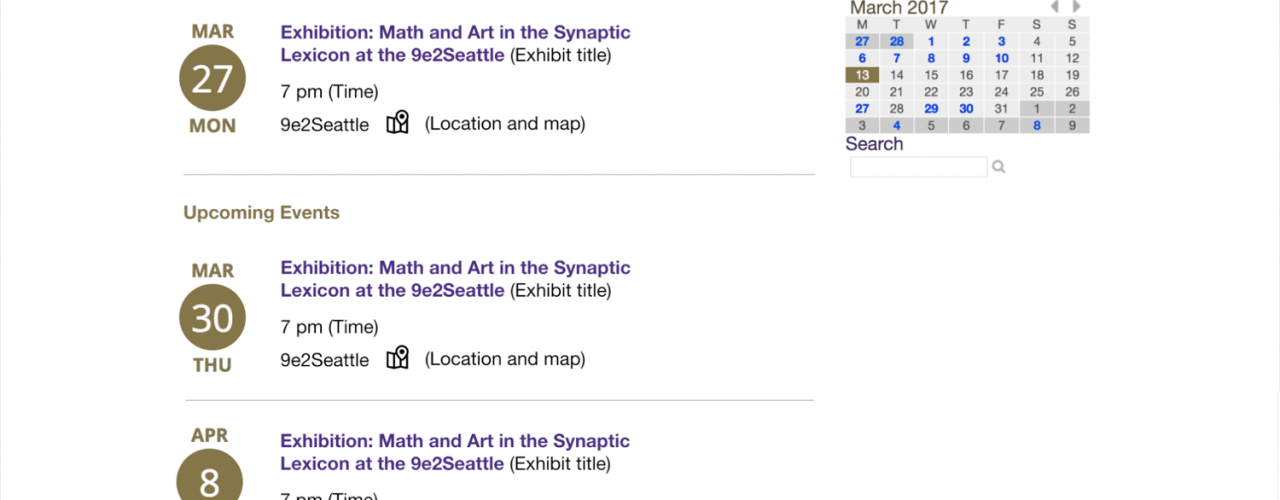 MAR
27
MON
Exhibition: Math and Art in the Synaptic
Lexicon at the 9e2Seattle (Exhibit title)
7 pm (Time)
9e2Seattle (Location and map)
Upcoming Events
MAR
30
THU
Exhibition: Math and Art in the Synaptic
Lexicon at the 9e2Seattle (Exhibit title)
7 pm (Time)
9e2Seattle (Location and map)
APR
8
Exhibition: Math and Art in the Synaptic
Lexicon at the 9e2Seattle (Exhibit title)
7 pm (Time)
March 2017
M T W T F S S
27 28 1 2 3 4 5
6 7 8 9 10 11 12
13 14 15 16 17 18 19
20 21 22 23 24 25 26
27 28 29 30 31 1 2
3 4 5 6 7 8 9
Search